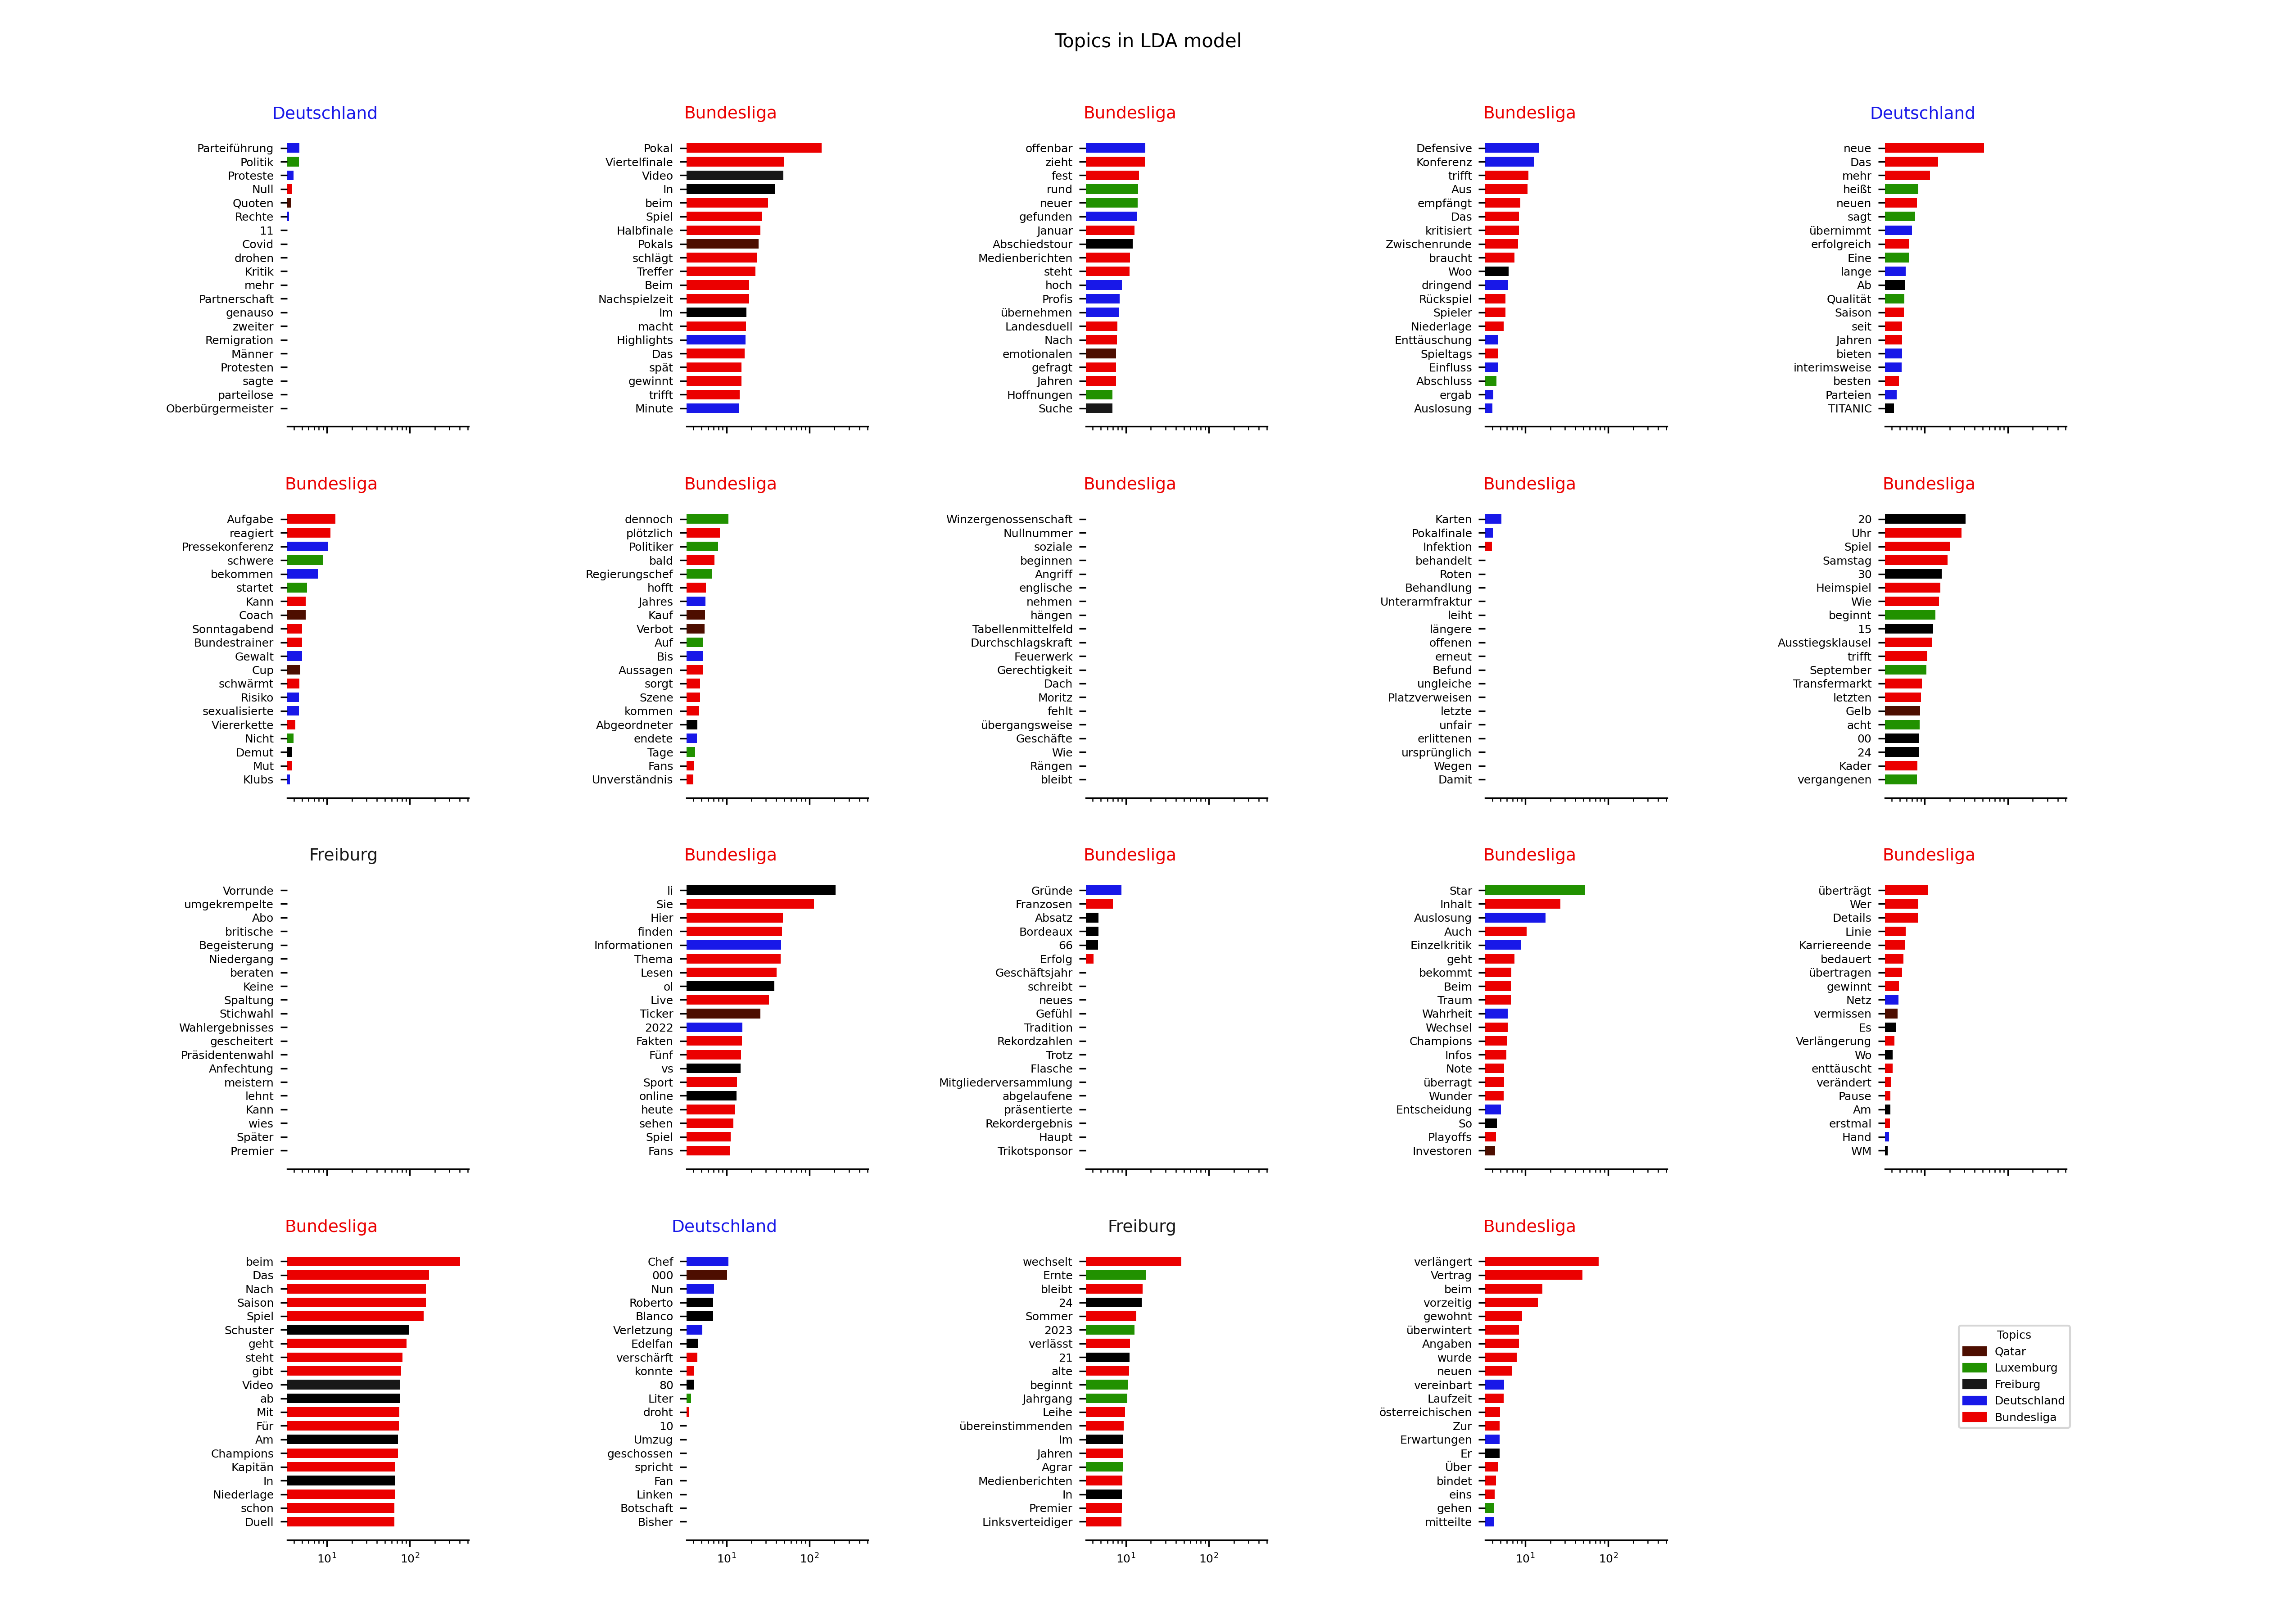 Topics in LDA model
Deutschland
Parteiführung
Politik
Proteste
Null
Quoten
Rechte
11
Covid
drohen
Kritik
mehr
Partnerschaft
genauso
zweiter
Remigration
Männer
Protesten
sagte
parteilose
Oberbürgermeister
Bundesliga
Pokal
Viertelfinale
Video
In
beim
Spiel
Halbfinale
Pokals
schlägt
Treffer
Beim
Nachspielzeit
Im
macht
Highlights
Das
spät
gewinnt
trifft
Minute
Bundesliga
offenbar
zieht
fest
rund
neuer
gefunden
Januar
Abschiedstour
Medienberichten
steht
hoch
Profis
übernehmen
Landesduell
Nach
emotionalen
gefragt
Jahren
Hoffnungen
Suche
Bundesliga
Defensive
Konferenz
trifft
Aus
empfängt
Das
kritisiert
Zwischenrunde
braucht
Woo
dringend
Rückspiel
Spieler
Niederlage
Enttäuschung
Spieltags
Einfluss
Abschluss
ergab
Auslosung
Deutschland
neue
Das
mehr
heißt
neuen
sagt
übernimmt
erfolgreich
Eine
lange
Ab
Qualität
Saison
seit
Jahren
bieten
interimsweise
besten
Parteien
TITANIC
Bundesliga
Aufgabe
reagiert
Pressekonferenz
schwere
bekommen
startet
Kann
Coach
Sonntagabend
Bundestrainer
Gewalt
Cup
schwärmt
Risiko
sexualisierte
Viererkette
Nicht
Demut
Mut
Klubs
Bundesliga
dennoch
plötzlich
Politiker
bald
Regierungschef
hofft
Jahres
Kauf
Verbot
Auf
Bis
Aussagen
sorgt
Szene
kommen
Abgeordneter
endete
Tage
Fans
Unverständnis
Bundesliga
Winzergenossenschaft
Nullnummer
soziale
beginnen
Angriff
englische
nehmen
hängen
Tabellenmittelfeld
Durchschlagskraft
Feuerwerk
Gerechtigkeit
Dach
Moritz
fehlt
übergangsweise
Geschäfte
Wie
Rängen
bleibt
Bundesliga
Karten
Pokalfinale
Infektion
behandelt
Roten
Behandlung
Unterarmfraktur
leiht
längere
offenen
erneut
Befund
ungleiche
Platzverweisen
letzte
unfair
erlittenen
ursprünglich
Wegen
Damit
Bundesliga
20
Uhr
Spiel
Samstag
30
Heimspiel
Wie
beginnt
15
Ausstiegsklausel
trifft
September
Transfermarkt
letzten
Gelb
acht
00
24
Kader
vergangenen
Freiburg
Vorrunde
umgekrempelte
Abo
britische
Begeisterung
Niedergang
beraten
Keine
Spaltung
Stichwahl
Wahlergebnisses
gescheitert
Präsidentenwahl
Anfechtung
meistern
lehnt
Kann
wies
Später
Premier
Bundesliga
li
Sie
Hier
finden
Informationen
Thema
Lesen
ol
Live
Ticker
2022
Fakten
Fünf
vs
Sport
online
heute
sehen
Spiel
Fans
Bundesliga
Gründe
Franzosen
Absatz
Bordeaux
66
Erfolg
Geschäftsjahr
schreibt
neues
Gefühl
Tradition
Rekordzahlen
Trotz
Flasche
Mitgliederversammlung
abgelaufene
präsentierte
Rekordergebnis
Haupt
Trikotsponsor
Bundesliga
Star
Inhalt
Auslosung
Auch
Einzelkritik
geht
bekommt
Beim
Traum
Wahrheit
Wechsel
Champions
Infos
Note
überragt
Wunder
Entscheidung
So
Playoffs
Investoren
Bundesliga
überträgt
Wer
Details
Linie
Karriereende
bedauert
übertragen
gewinnt
Netz
vermissen
Es
Verlängerung
Wo
enttäuscht
verändert
Pause
Am
erstmal
Hand
WM
Bundesliga
beim
Das
Nach
Saison
Spiel
Schuster
geht
steht
gibt
Video
ab
Mit
Für
Am
Champions
Kapitän
In
Niederlage
schon
Duell
10¹ 10²
Deutschland
Chef
000
Nun
Roberto
Blanco
Verletzung
Edelfan
verschärft
konnte
80
Liter
droht
10
Umzug
geschossen
spricht
Fan
Linken
Botschaft
Bisher
10¹ 10²
Freiburg
wechselt
Ernte
bleibt
24
Sommer
2023
verlässt
21
alte
beginnt
Jahrgang
Leihe
übereinstimmenden
Im
Jahren
Agrar
Medienberichten
In
Premier
Linksverteidiger
10¹ 10²
Bundesliga
verlängert
Vertrag
beim
vorzeitig
gewohnt
überwintert
Angaben
wurde
neuen
vereinbart
Laufzeit
österreichischen
Zur
Erwartungen
Er
Über
bindet
eins
gehen
mitteilte
10¹ 10²
Topics
Qatar
Luxemburg
Freiburg
Deutschland
Bundesliga